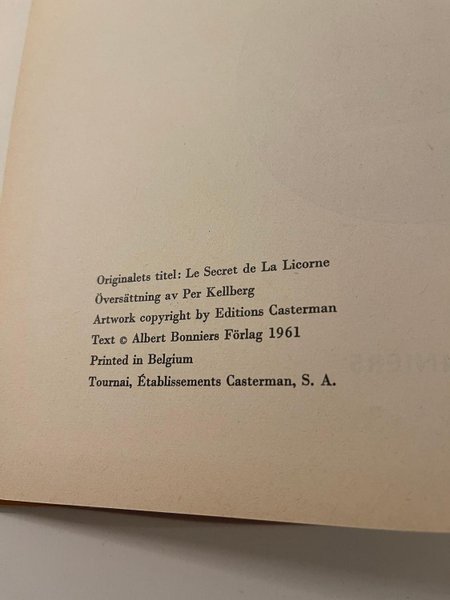 Originalets titel: Le Secret de La Licorne
Översättning av Per Kellberg
Artwork copyright by Editions Casterman
Text © Albert Bonniers Förlag 1961
Printed in Belgium
Tournai, Établissements Casterman, S. A.